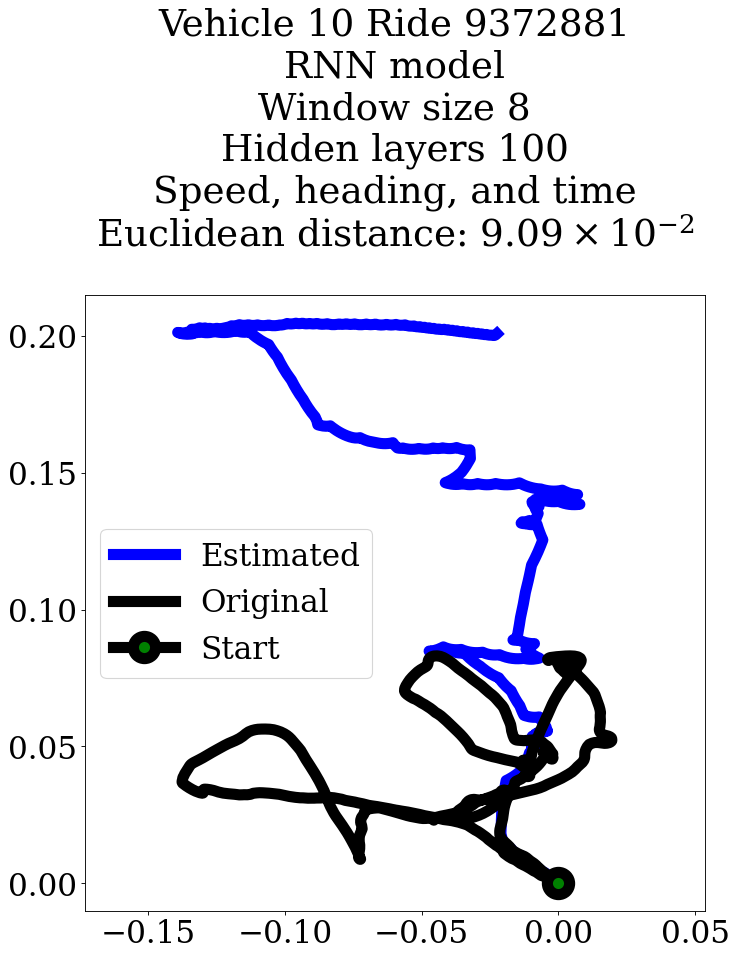 Vehicle 10 Ride 9372881
RNN model
Window size 8
Hidden layers 100
Speed, heading, and time
Euclidean distance: 9.09 × 10⁻²
0.20
0.15
0.10
0.05
0.00
Estimated
Original
Start
−0.15 −0.10 −0.05 0.00 0.05